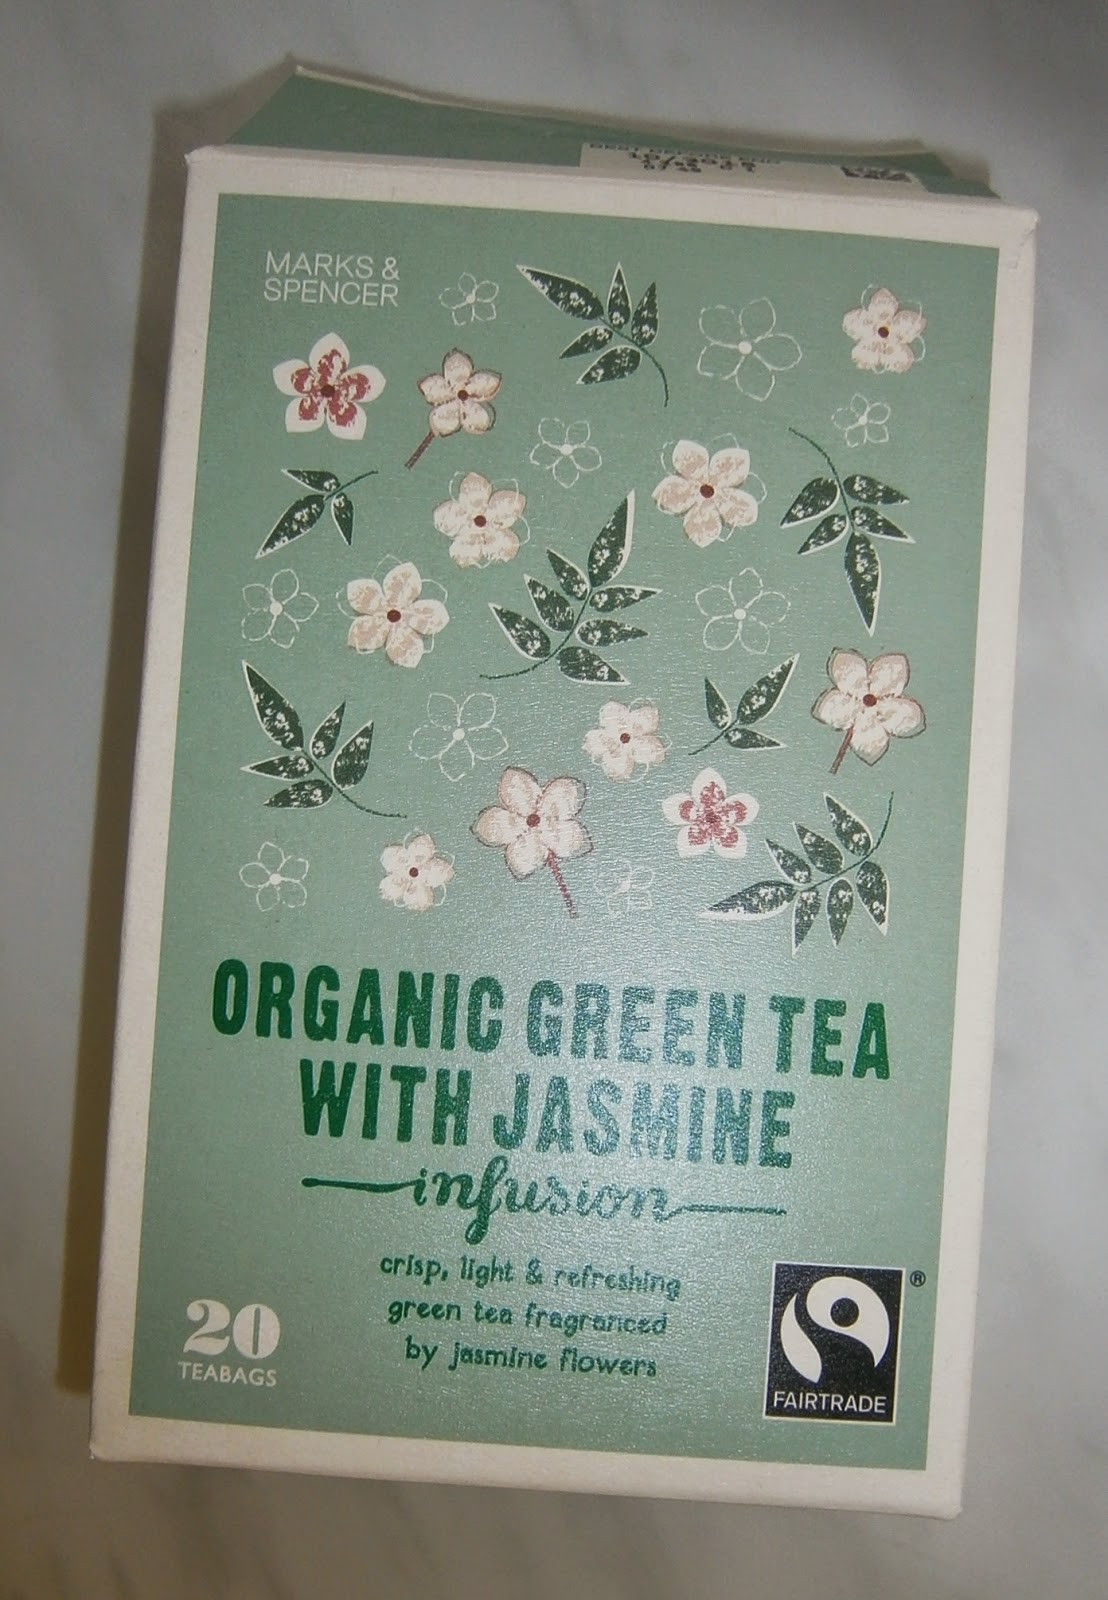 MARKS &
SPENCER
ORGANIC GREEN TEA
WITH JASMINE
infusion
crisp, light & refreshing
green tea fragranced
by jasmine flowers
20
TEABAGS
FAIRTRADE
®